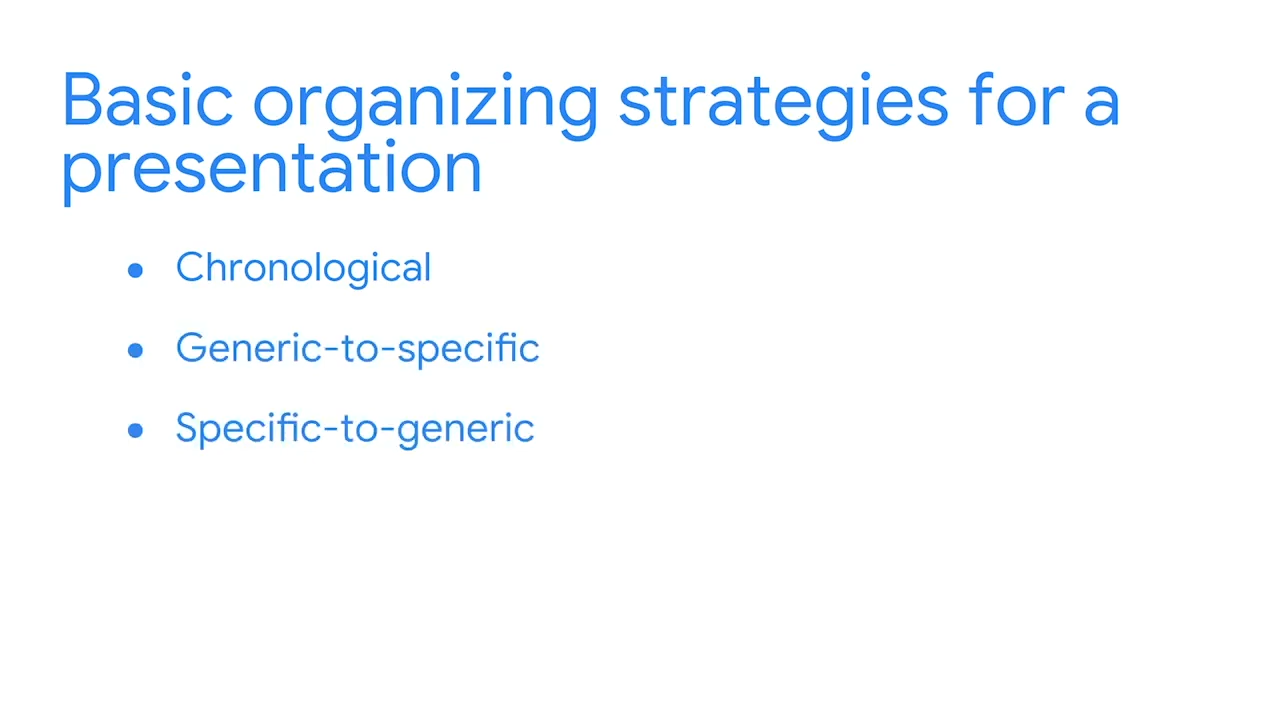 Basic organizing strategies for a
presentation
● Chronological
● Generic-to-specific
● Specific-to-generic